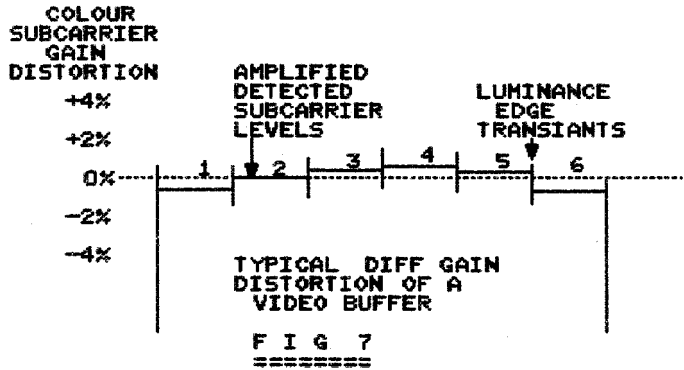 COLOUR
SUBCARRIER
GAIN
DISTORTION
AMPLIFIED
DETECTED
SUBCARRIER
LEVELS
LUMINANCE
EDGE
TRANSIANTS
+4%
+2%
0%
-2%
-4%
1 2 3 4 5 6
TYPICAL DIFF GAIN
DISTORTION OF A
VIDEO BUFFER
F I G 7